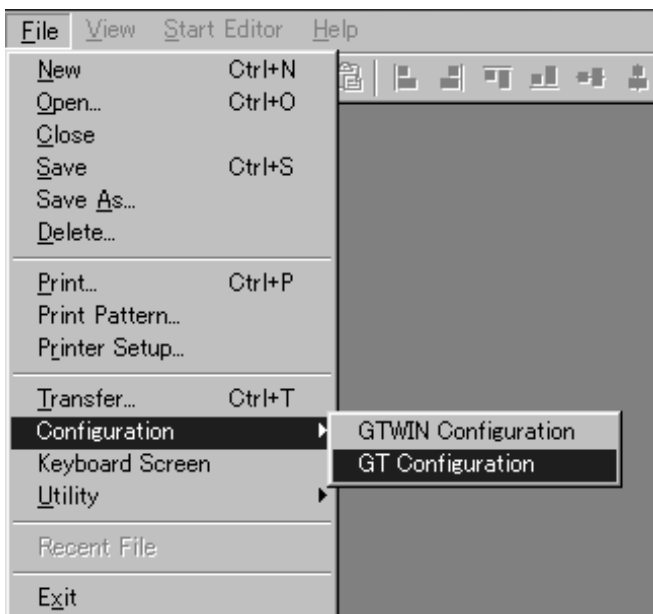 File View Start Editor Help
New Ctrl+N
Open... Ctrl+O
Close
Save Ctrl+S
Save As...
Delete...
Print... Ctrl+P
Print Pattern...
Printer Setup...
Transfer... Ctrl+T
Configuration GTWIN Configuration
Keyboard Screen GT Configuration
Utility
Recent File
Exit